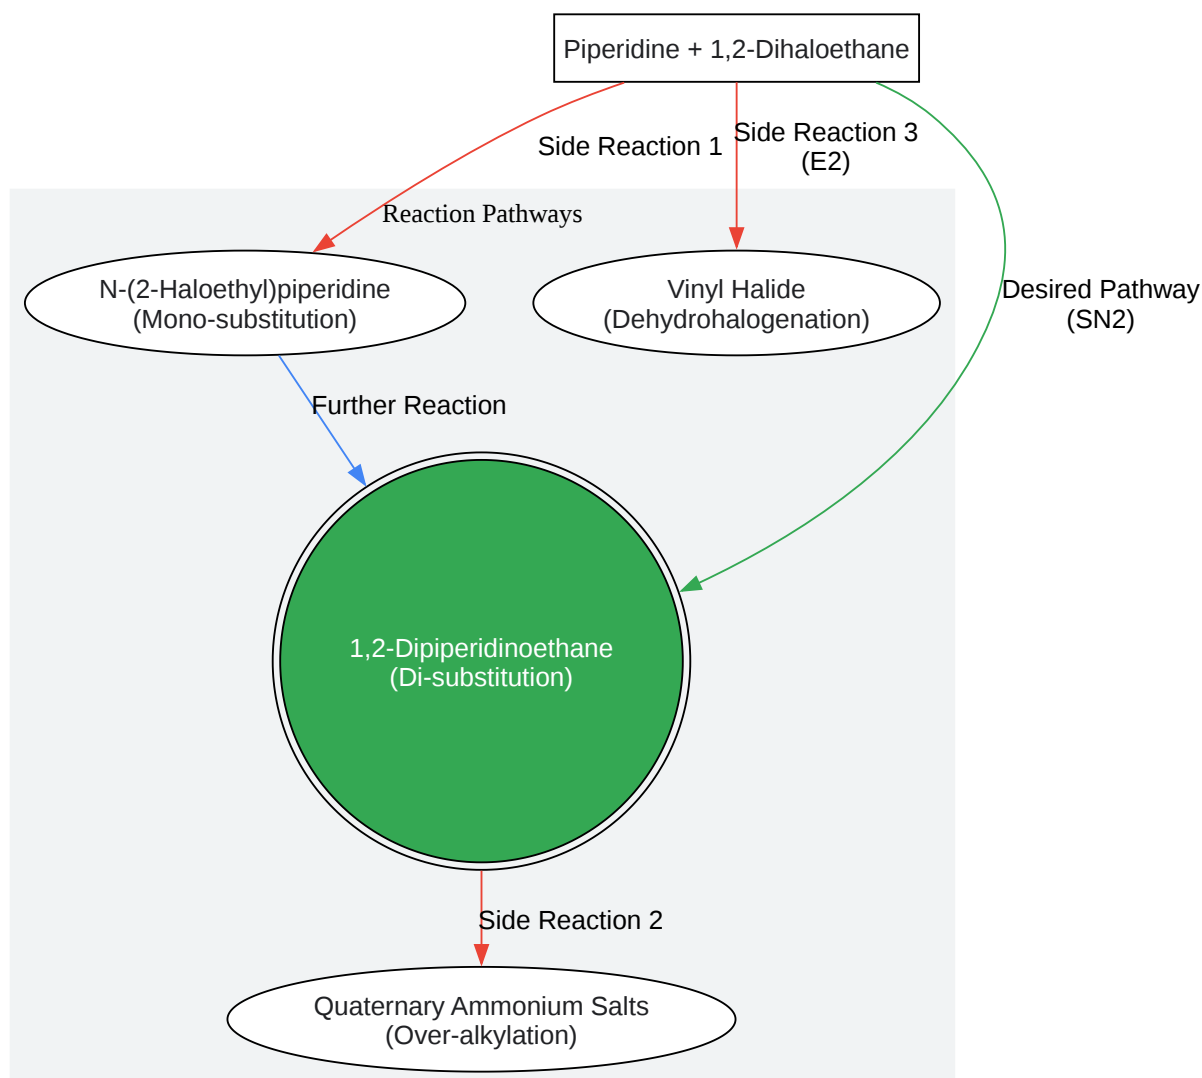 Piperidine + 1,2-Dihaloethane
Side Reaction 1
Side Reaction 3
(E2)
Reaction Pathways
N-(2-Haloethyl)piperidine
(Mono-substitution)
Vinyl Halide
(Dehydrohalogenation)
Desired Pathway
(SN2)
Further Reaction
1,2-Dipiperidinoethane
(Di-substitution)
Side Reaction 2
Quaternary Ammonium Salts
(Over-alkylation)